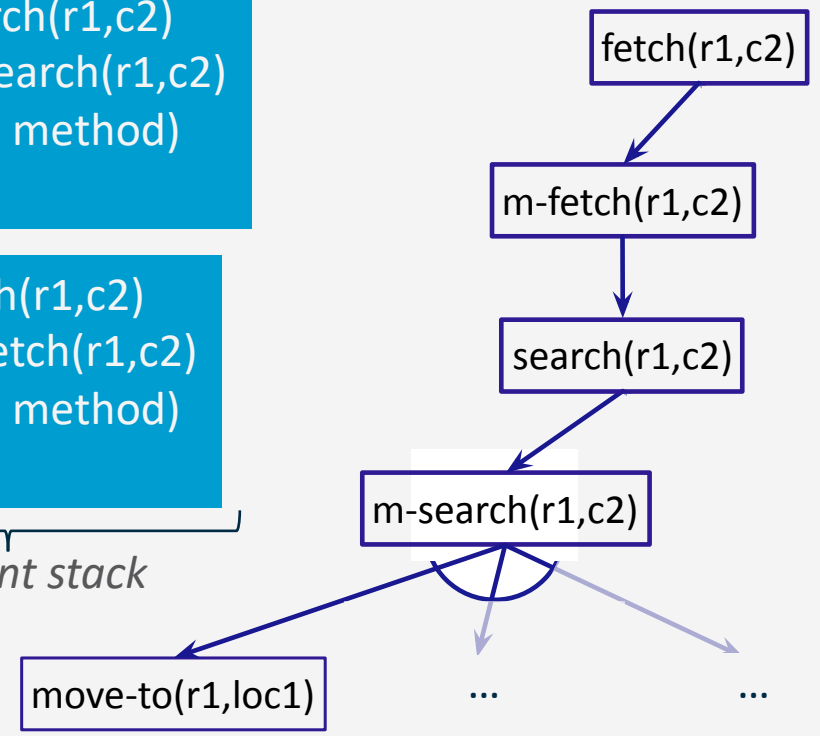 rch(r1,c2)
earch(r1,c2)
method)
h(r1,c2)
etch(r1,c2)
method)
nt stack
fetch(r1,c2)
m-fetch(r1,c2)
search(r1,c2)
m-search(r1,c2)
move-to(r1,loc1)
...
...